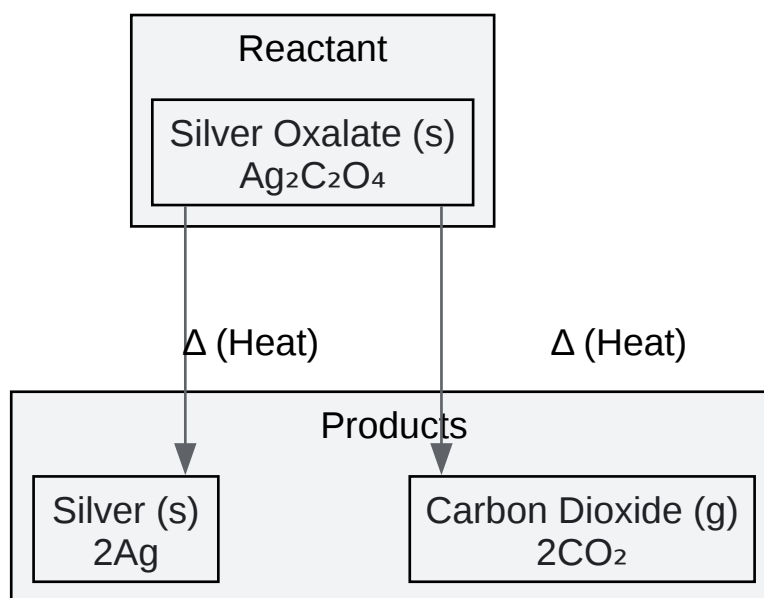 Reactant
Silver Oxalate (s)
Ag₂C₂O₄
Δ (Heat)
Δ (Heat)
Products
Silver (s)
2Ag
Carbon Dioxide (g)
2CO₂